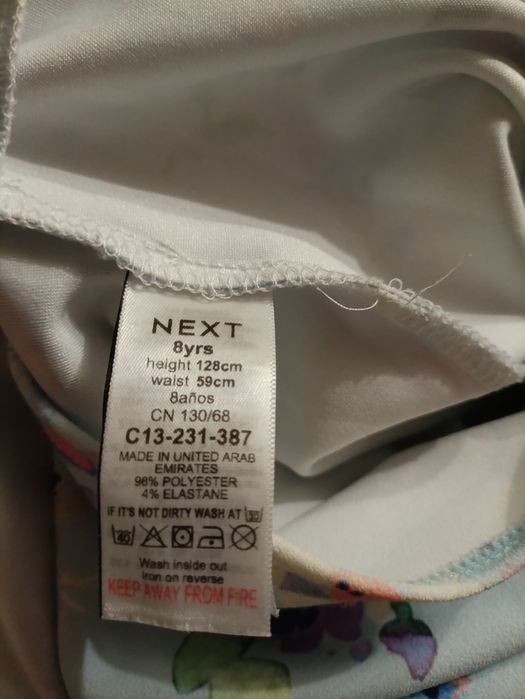 NEXT
8yrs
height 128cm
waist 59cm
8años
CN 130/68
C13-231-387
MADE IN UNITED ARAB
EMIRATES
96% POLYESTER
4% ELASTANE
IF IT'S NOT DIRTY WASH AT 30
40
Wash inside out
Iron on reverse
KEEP AWAY FROM FIRE